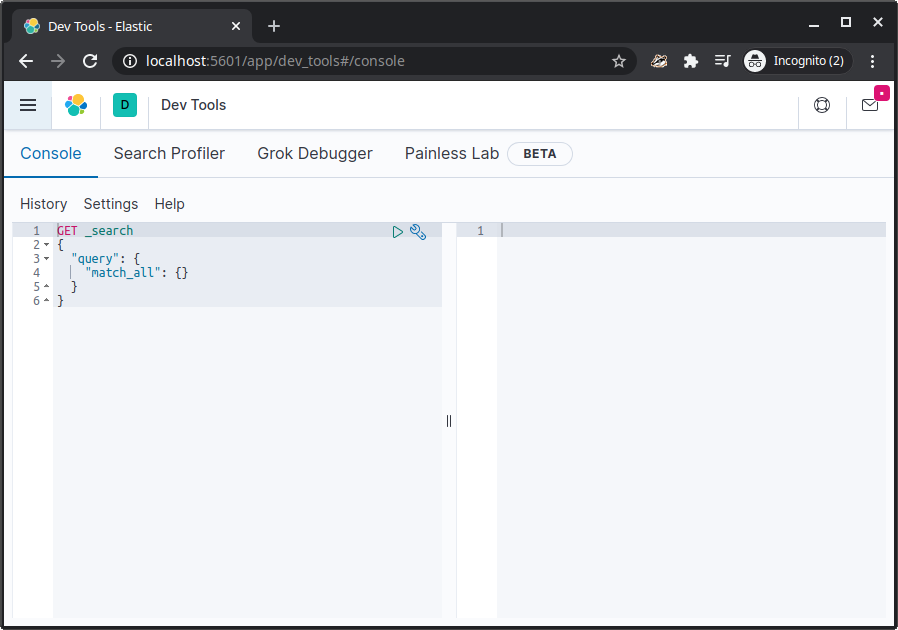 Dev Tools - Elastic
localhost:5601/app/dev_tools#/console
Incognito (2)
D Dev Tools
Console Search Profiler Grok Debugger Painless Lab BETA
History Settings Help
1 GET _search
2 {
3 "query": {
4 "match_all": {}
5 }
6 }
1